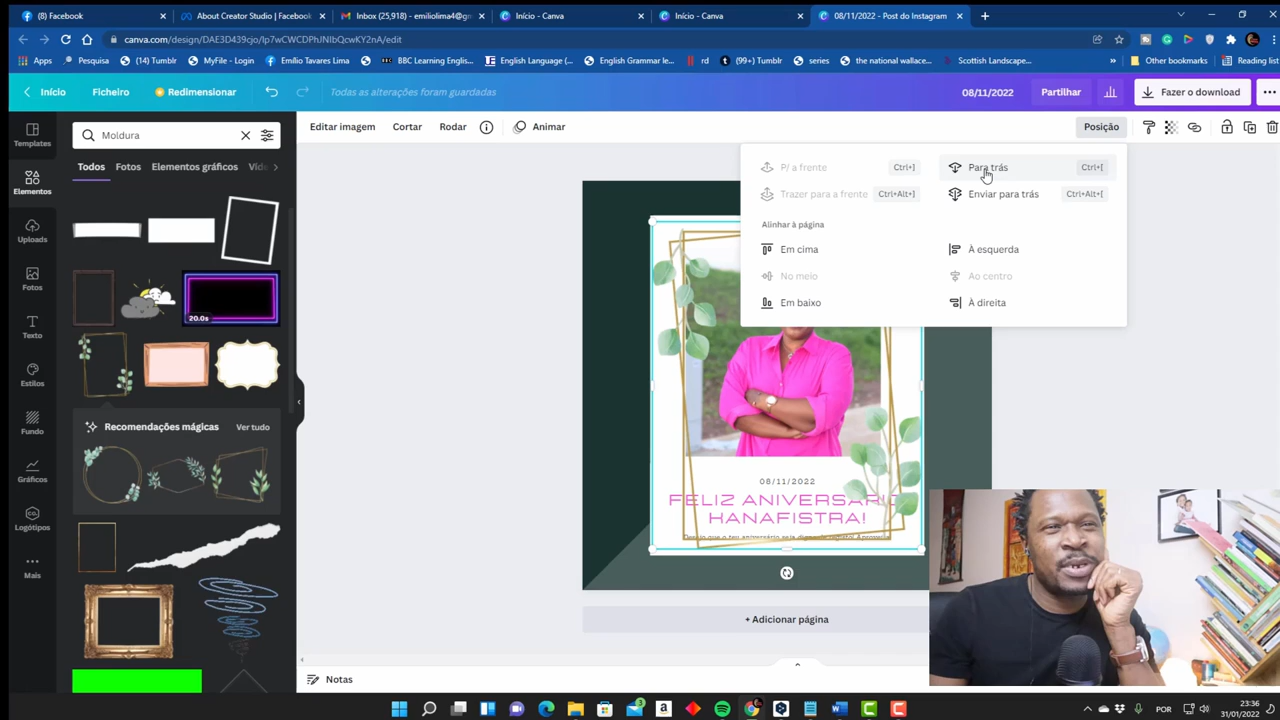 (8) Facebook
About Creator Studio | Facebook
Inbox (25,918) - emiliolima4@gm
Início - Canva
Início - Canva
08/11/2022 - Post do Instagram
canva.com/design/DAE3D439cjo/lp7wCWCDPhJNIbQcwKY2nA/edit
Apps
Pesquisa
(14) Tumblr
MyFile - Login
Emílio Tavares Lima
BBC Learning Englis...
English Language (...
English Grammar le...
rd
(99+) Tumblr
series
the national wallace...
Scottish Landscape...
»
Other bookmarks
Reading list
Início
Ficheiro
Redimensionar
Todas as alterações foram guardadas
08/11/2022
Partilhar
Fazer o download
Templates
Elementos
Uploads
Fotos
Texto
Estilos
Fundo
Gráficos
Logótipos
Mais
Moldura
Todos
Fotos
Elementos gráficos
Víd
20.0s
Recomendações mágicas
Ver tudo
Editar imagem
Cortar
Rodar
Animar
Posição
P/ a frente
Ctrl+]
Para trás
Ctrl+[
Trazer para a frente
Ctrl+Alt+]
Enviar para trás
Ctrl+Alt+[
Alinhar à página
Em cima
À esquerda
No meio
Ao centro
Em baixo
À direita
08/11/2022
FELIZ ANIVERSÁRIO
HANAFISTRA!
+ Adicionar página
Notas
POR
23:36
31/01/2022